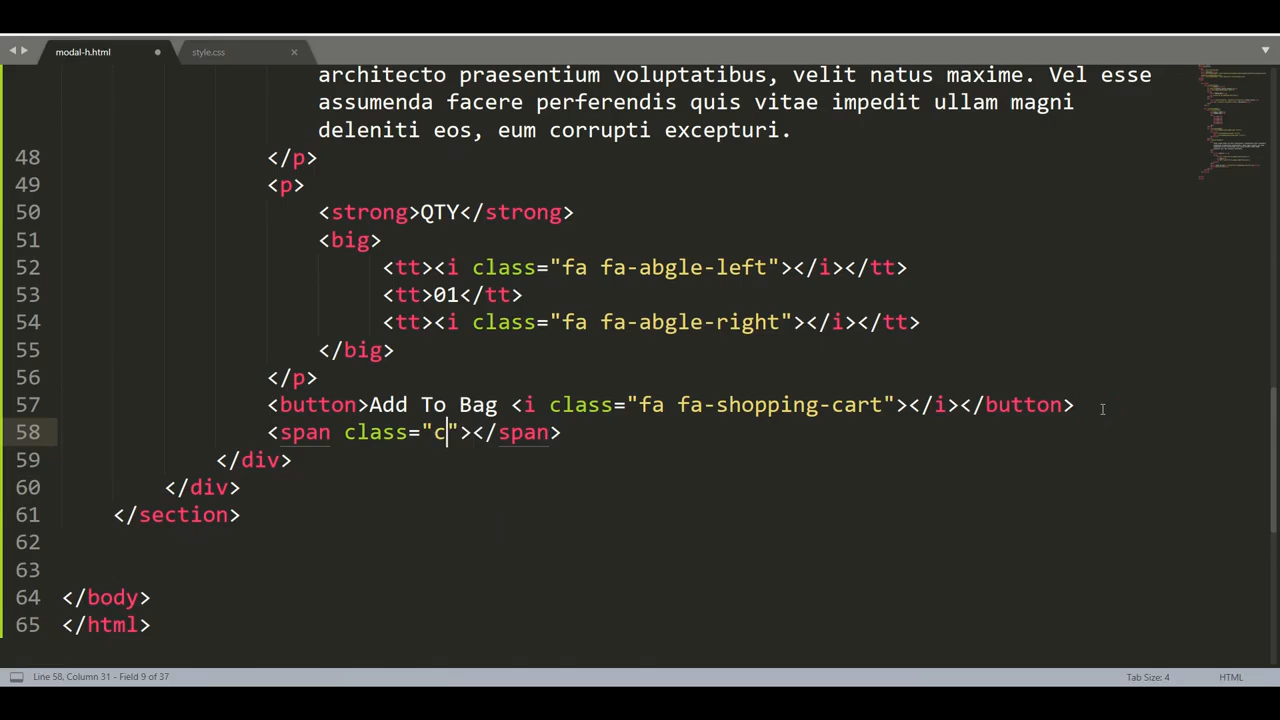 modal-h.html
style.css
architecto praesentium voluptatibus, velit natus maxime. Vel esse
assumenda facere perferendis quis vitae impedit ullam magni
deleniti eos, eum corrupti excepturi.
48 </p>
49 <p>
50 <strong>QTY</strong>
51 <big>
52 <tt><i class="fa fa-abgle-left"></i></tt>
53 <tt>01</tt>
54 <tt><i class="fa fa-abgle-right"></i></tt>
55 </big>
56 </p>
57 <button>Add To Bag <i class="fa fa-shopping-cart"></i></button>
58 <span class="c"></span>
59 </div>
60 </div>
61 </section>
62
63
64 </body>
65 </html>
Line 58, Column 31 - Field 9 of 37
Tab Size: 4
HTML